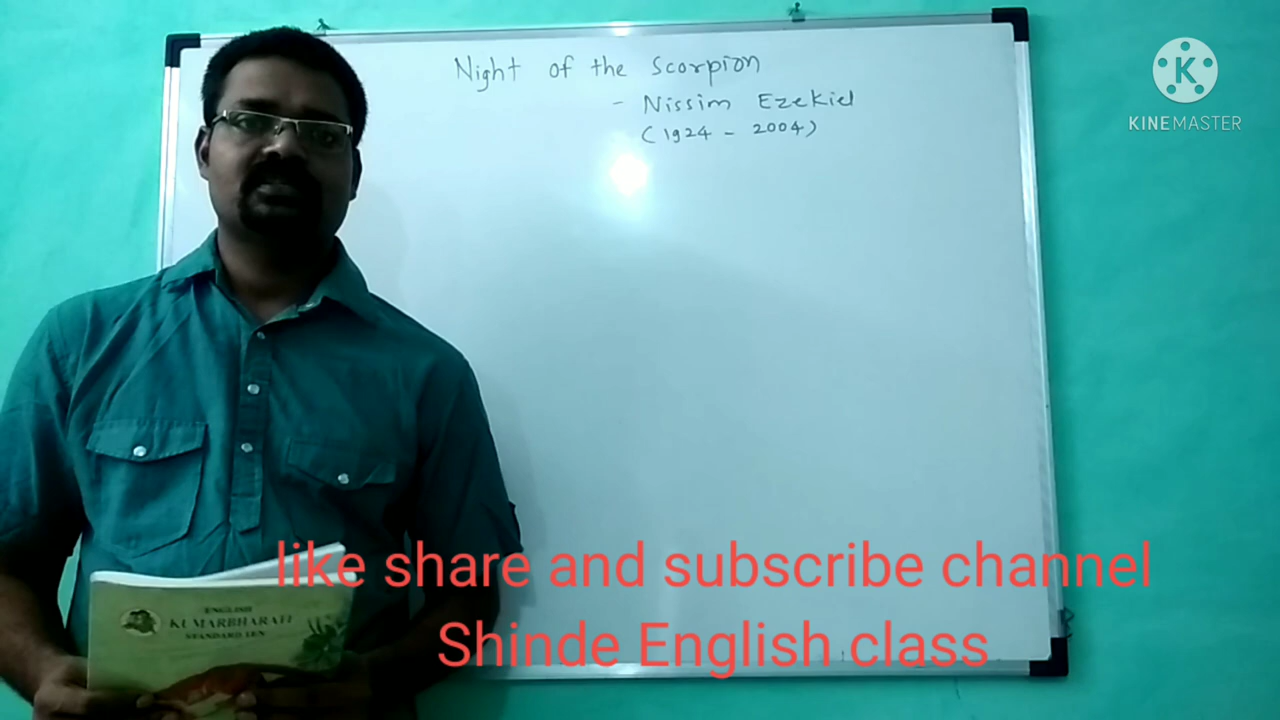 Night of the Scorpion
- Nissim Ezekiel
(1924 - 2004)
KINEMASTER
like share and subscribe channel
Shinde English class
ENGLISH
KUMARBHARATI
STANDARD TEN